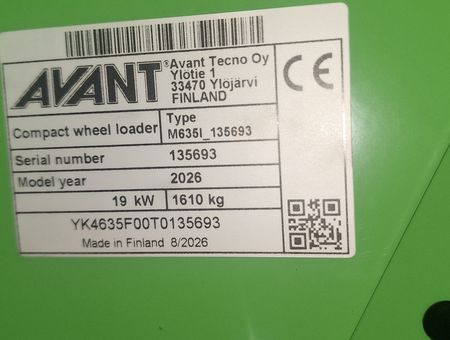 AVANT® Avant Tecno Oy
Ylötie 1
33470 Ylöjärvi
FINLAND
CE
Compact wheel loader Type M635I_135693
Serial number 135693
Model year 2026
19 kW 1610 kg
YK4635F00T0135693
Made in Finland 8/2026